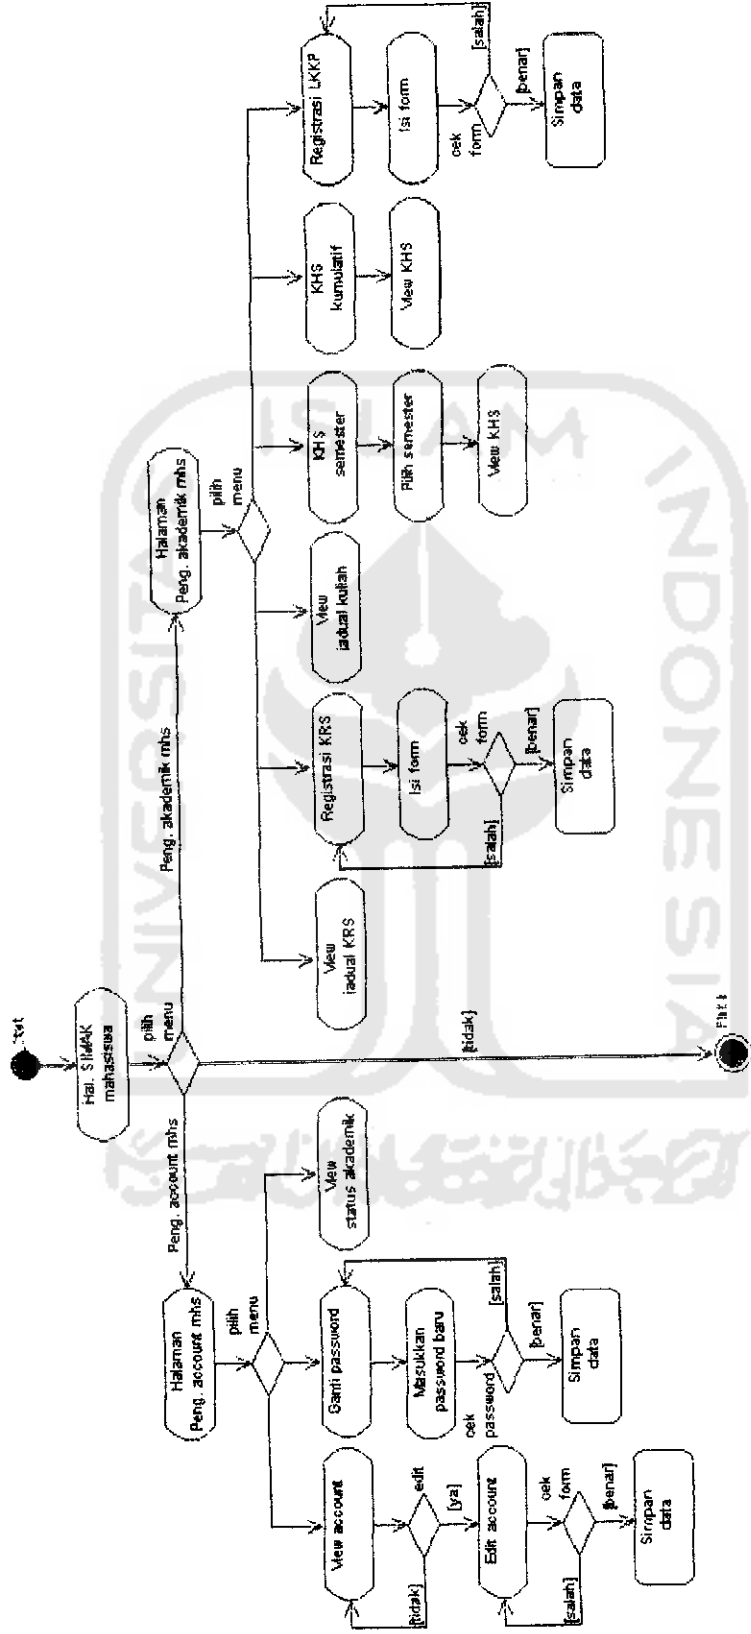 Hal. SIMAK
mahasiswa
pilih
menu
Peng. account mhs
Peng. akademik mhs
[tidak]
Halaman
Peng. account mhs
pilih
menu
View account
edit
[tidak]
[ya]
Edit account
cek
form
[salah]
[benar]
Simpan
data
Ganti password
Masukkan
password baru
cek
password
[salah]
[benar]
Simpan
data
View
status akademik
Halaman
Peng. akademik mhs
pilih
menu
View
jadual KRS
Registrasi KRS
Isi form
cek
form
[salah]
[benar]
Simpan
data
View
jadual kuliah
KHS
semester
Pilih semester
View KHS
KHS
kumulatif
View KHS
Registrasi LKKP
Isi form
cek
form
[salah]
[benar]
Simpan
data
UNIVERSITAS
ISLAM
INDONESIA